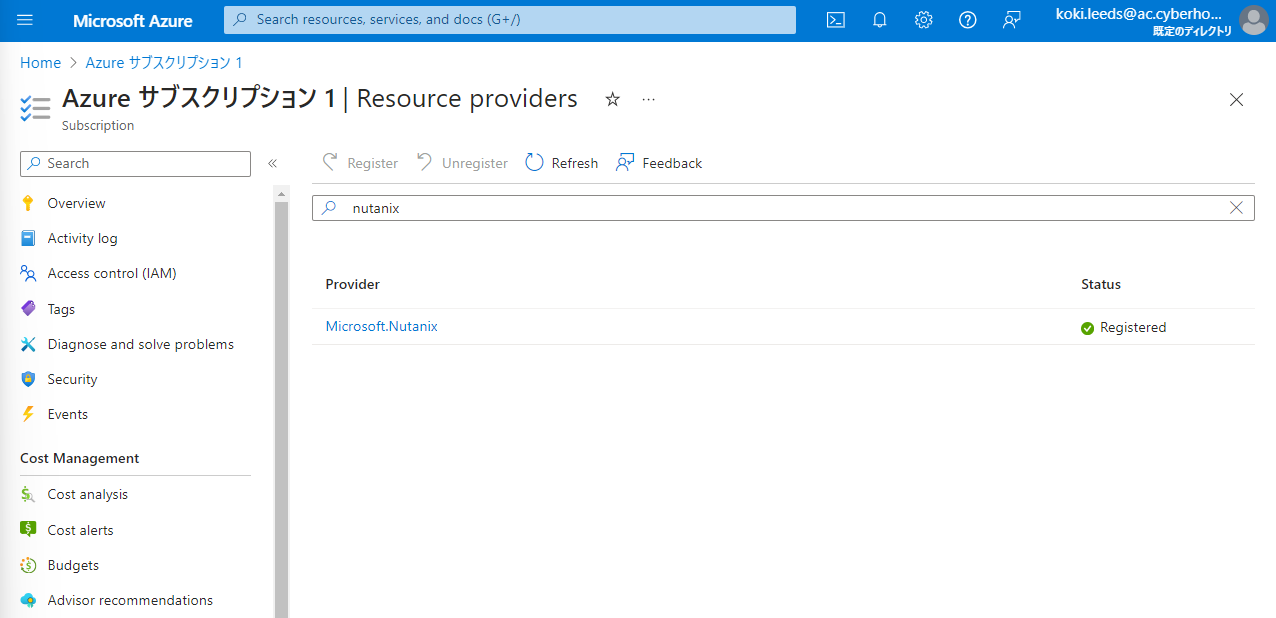 Microsoft Azure
Search resources, services, and docs (G+/)
koki.leeds@ac.cyberho...
既定のディレクトリ
Home > Azure サブスクリプション 1
Azure サブスクリプション 1 | Resource providers
Subscription
Search
Register
Unregister
Refresh
Feedback
nutanix
Overview
Activity log
Access control (IAM)
Tags
Diagnose and solve problems
Security
Events
Cost Management
Cost analysis
Cost alerts
Budgets
Advisor recommendations
Provider
Status
Microsoft.Nutanix
Registered